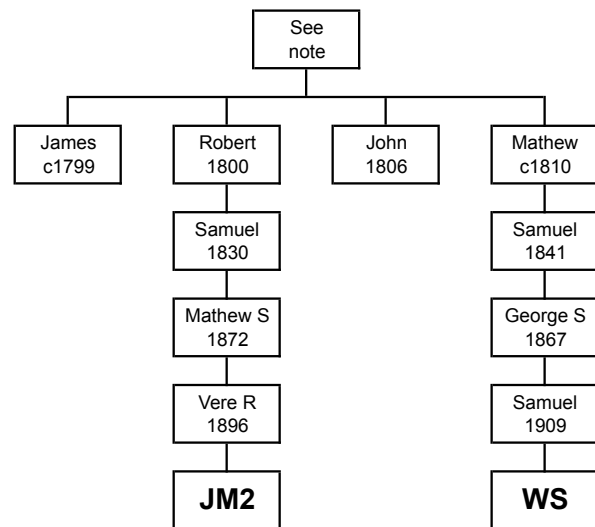 See
note
James
c1799
Robert
1800
John
1806
Mathew
c1810
Samuel
1830
Samuel
1841
Mathew S
1872
George S
1867
Vere R
1896
Samuel
1909
JM2
WS